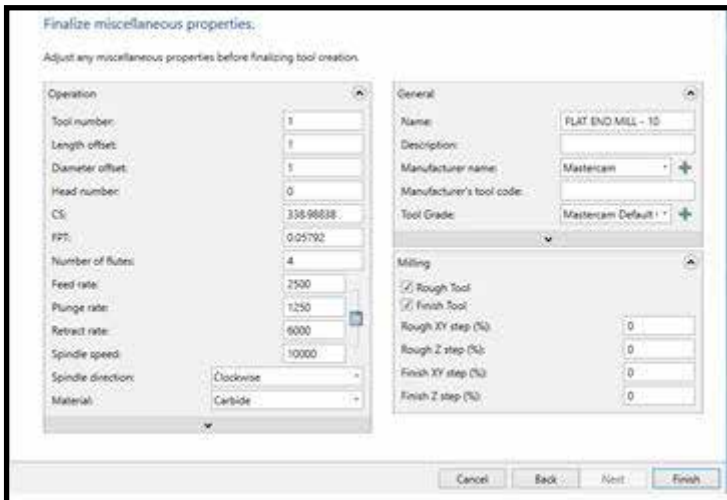 Finalize miscellaneous properties.
Adjust any miscellaneous properties before finalizing tool creation.
Operation
Tool number: 1
Length offset: 1
Diameter offset: 1
Head number: 0
CS: 338.98838
FPT: 0.05792
Number of flutes: 4
Feed rate: 2500
Plunge rate: 1250
Retract rate: 6000
Spindle speed: 10000
Spindle direction: Clockwise
Material: Carbide
General
Name: FLAT END MILL - 10
Description:
Manufacturer name: Mastercam
Manufacturer's tool code:
Tool Grade: Mastercam Default
Milling
Rough Tool
Finish Tool
Rough XY step (%): 0
Rough Z step (%): 0
Finish XY step (%): 0
Finish Z step (%): 0
Cancel Back Next Finish